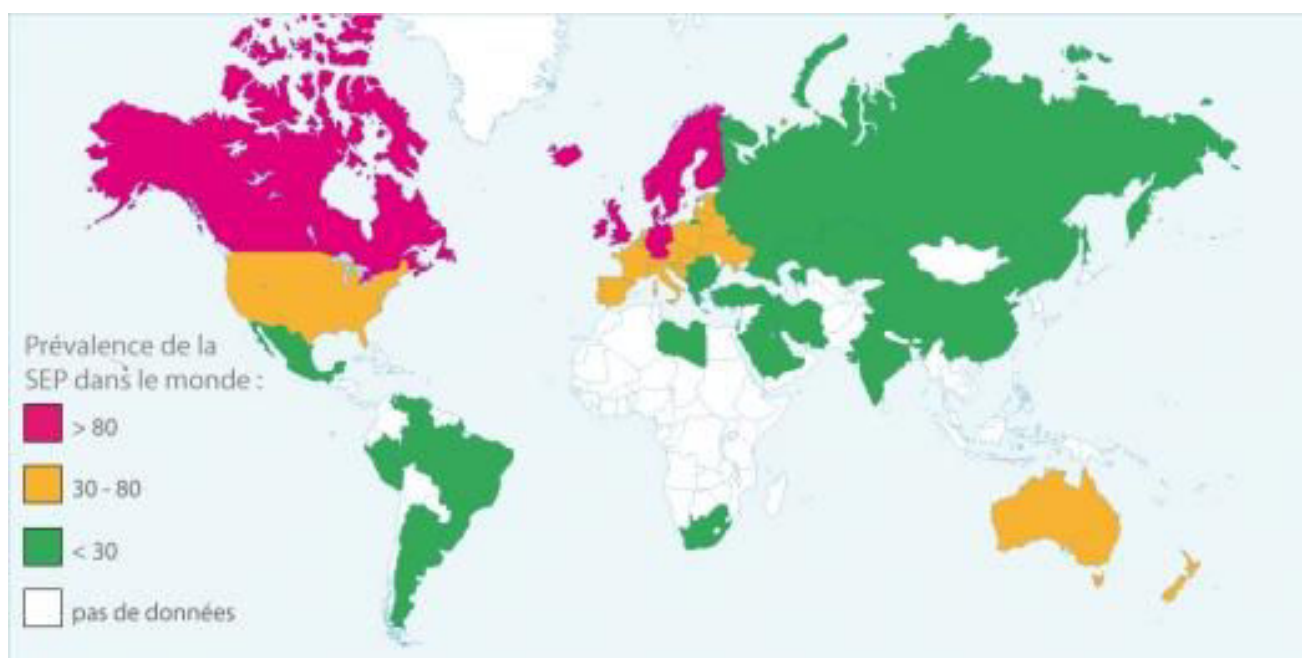 Prévalence de la
SEP dans le monde :
> 80
30 - 80
< 30
pas de données